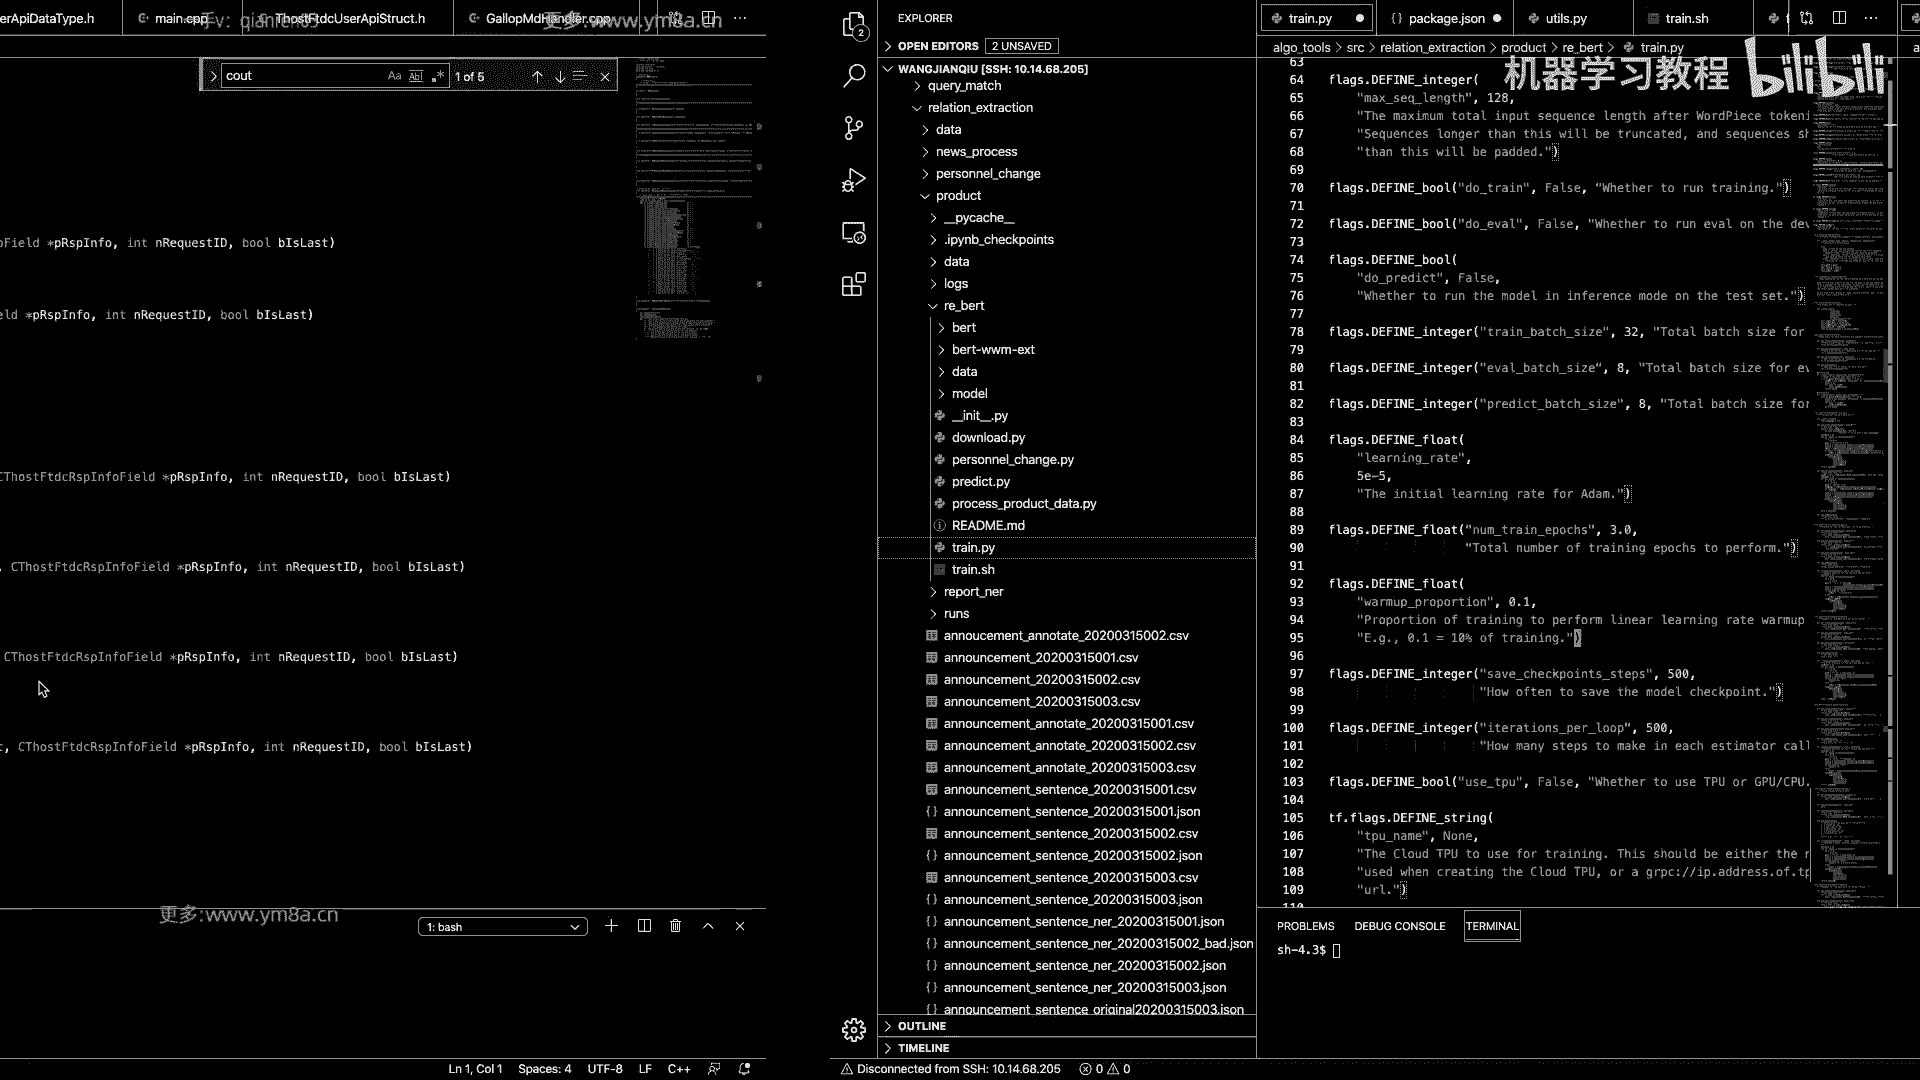 erApiDataType.h
main.cpp
ThostFtdcUserApiStruct.h
GallopMdHandler.cpp
更多:www.ym8a.cn
cout
1 of 5
oField *pRspInfo, int nRequestID, bool bIsLast)
eld *pRspInfo, int nRequestID, bool bIsLast)
CThostFtdcRspInfoField *pRspInfo, int nRequestID, bool bIsLast)
, CThostFtdcRspInfoField *pRspInfo, int nRequestID, bool bIsLast)
CThostFtdcRspInfoField *pRspInfo, int nRequestID, bool bIsLast)
t, CThostFtdcRspInfoField *pRspInfo, int nRequestID, bool bIsLast)
更多:www.ym8a.cn
1: bash
Ln 1, Col 1 Spaces: 4 UTF-8 LF C++
2
EXPLORER
OPEN EDITORS 2 UNSAVED
WANGJIANQIU [SSH: 10.14.68.205]
query_match
relation_extraction
data
news_process
personnel_change
product
__pycache__
.ipynb_checkpoints
data
logs
re_bert
bert
bert-wwm-ext
data
model
__init__.py
download.py
personnel_change.py
predict.py
process_product_data.py
README.md
train.py
train.sh
report_ner
runs
annoucement_annotate_20200315002.csv
announcement_20200315001.csv
announcement_20200315002.csv
announcement_20200315003.csv
announcement_annotate_20200315001.csv
announcement_annotate_20200315002.csv
announcement_annotate_20200315003.csv
announcement_sentence_20200315001.csv
announcement_sentence_20200315001.json
announcement_sentence_20200315002.csv
announcement_sentence_20200315002.json
announcement_sentence_20200315003.csv
announcement_sentence_20200315003.json
announcement_sentence_ner_20200315001.json
announcement_sentence_ner_20200315002_bad.json
announcement_sentence_ner_20200315002.json
announcement_sentence_ner_20200315003.json
announcement_sentence_original20200315003.json
OUTLINE
TIMELINE
Disconnected from SSH: 10.14.68.205 0 0
train.py
package.json
utils.py
train.sh
algo_tools > src > relation_extraction > product > re_bert > train.py
机器学习教程 bilibili
63
64 flags.DEFINE_integer(
65 "max_seq_length", 128,
66 "The maximum total input sequence length after WordPiece tokeni
67 "Sequences longer than this will be truncated, and sequences sh
68 "than this will be padded.")
69
70 flags.DEFINE_bool("do_train", False, "Whether to run training.")
71
72 flags.DEFINE_bool("do_eval", False, "Whether to run eval on the dev
73
74 flags.DEFINE_bool(
75 "do_predict", False,
76 "Whether to run the model in inference mode on the test set.")
77
78 flags.DEFINE_integer("train_batch_size", 32, "Total batch size for
79
80 flags.DEFINE_integer("eval_batch_size", 8, "Total batch size for ev
81
82 flags.DEFINE_integer("predict_batch_size", 8, "Total batch size for
83
84 flags.DEFINE_float(
85 "learning_rate",
86 5e-5,
87 "The initial learning rate for Adam.")
88
89 flags.DEFINE_float("num_train_epochs", 3.0,
90 "Total number of training epochs to perform.")
91
92 flags.DEFINE_float(
93 "warmup_proportion", 0.1,
94 "Proportion of training to perform linear learning rate warmup
95 "E.g., 0.1 = 10% of training.")
96
97 flags.DEFINE_integer("save_checkpoints_steps", 500,
98 "How often to save the model checkpoint.")
99
100 flags.DEFINE_integer("iterations_per_loop", 500,
101 "How many steps to make in each estimator call
102
103 flags.DEFINE_bool("use_tpu", False, "Whether to use TPU or GPU/CPU.
104
105 tf.flags.DEFINE_string(
106 "tpu_name", None,
107 "The Cloud TPU to use for training. This should be either the n
108 "used when creating the Cloud TPU, or a grpc://ip.address.of.tp
109 "url.")
PROBLEMS DEBUG CONSOLE TERMINAL
sh-4.3$